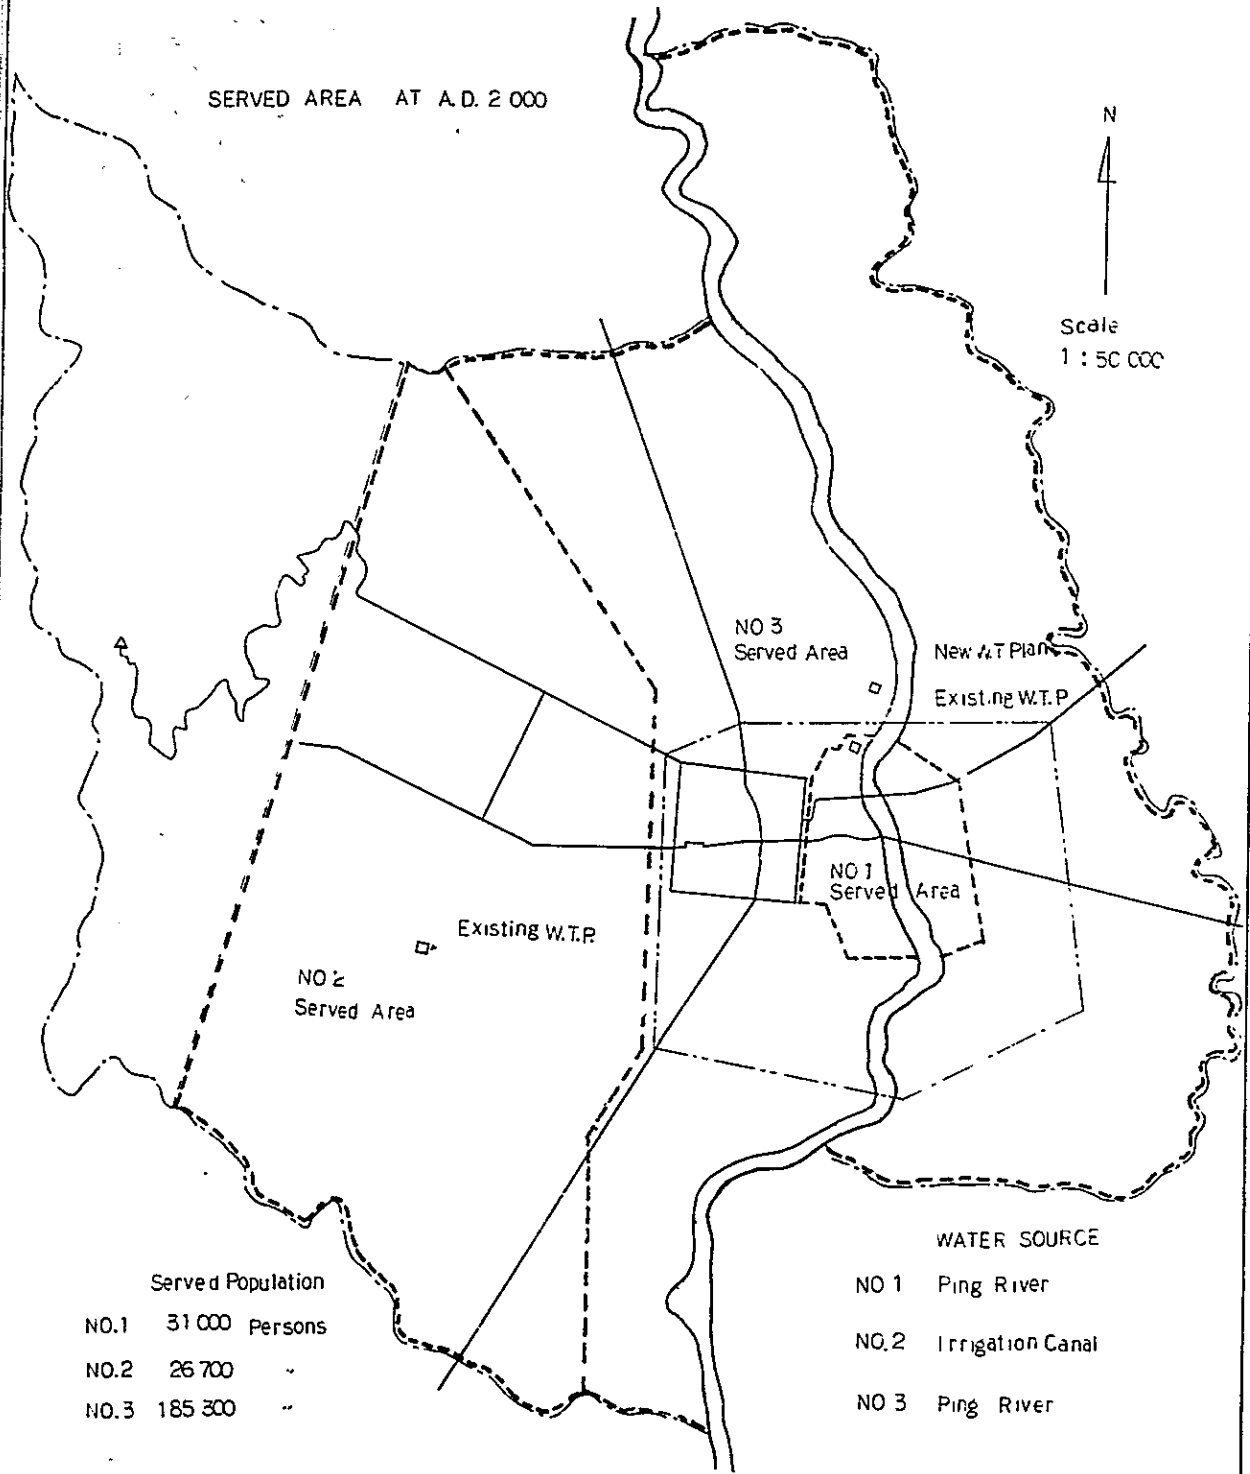 SERVED AREA AT A.D. 2 000
N
Scale
1 : 50 000
NO 3
Served Area
New W.T Plan
Existing W.T.P
NO 1
Served Area
Existing W.T.P.
NO 2
Served Area
Served Population
NO.1 31 000 Persons
NO.2 26 700 "
NO.3 185 300 "
WATER SOURCE
NO 1 Ping River
NO.2 Irrigation Canal
NO 3 Ping River